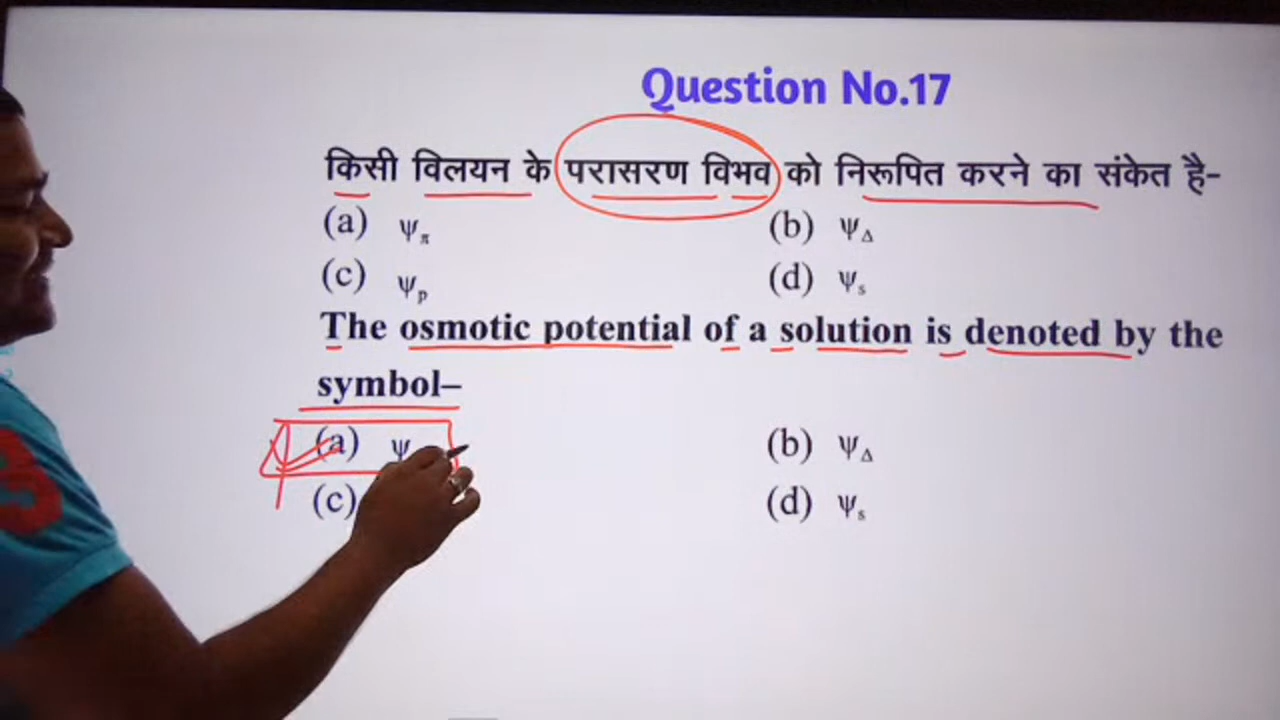 Question No.17
किसी विलयन के परासरण विभव को निरूपित करने का संकेत है-
(a) ψπ (b) ψΔ
(c) ψp (d) ψs
The osmotic potential of a solution is denoted by the
symbol–
(a) ψ (b) ψΔ
(c) (d) ψs